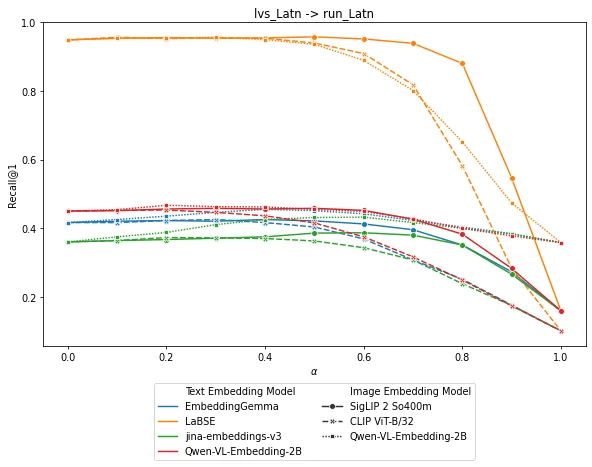 lvs_Latn -> run_Latn
1.0
0.8
0.6
0.4
0.2
Recall@1
0.0 0.2 0.4 0.6 0.8 1.0
α
Text Embedding Model Image Embedding Model
EmbeddingGemma SigLIP 2 So400m
LaBSE CLIP ViT-B/32
jina-embeddings-v3 Qwen-VL-Embedding-2B
Qwen-VL-Embedding-2B